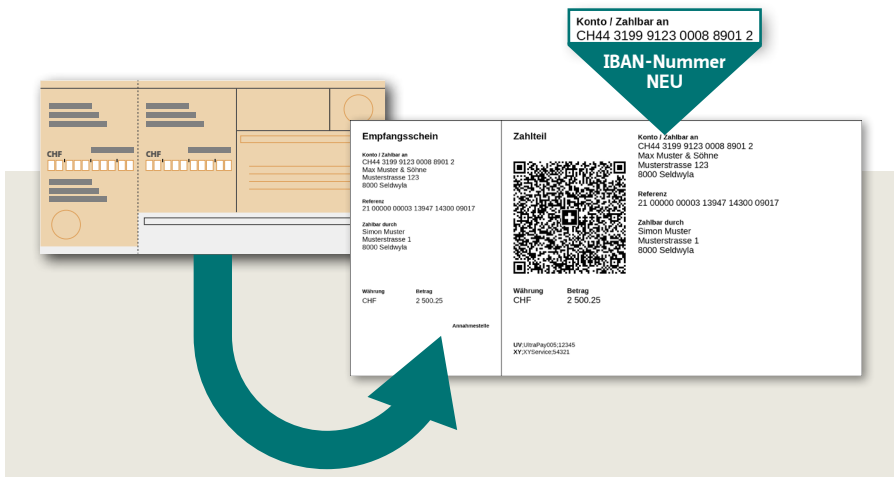 Konto / Zahlbar an
CH44 3199 9123 0008 8901 2
IBAN-Nummer
NEU
CHF
CHF
Empfangsschein
Konto / Zahlbar an
CH44 3199 9123 0008 8901 2
Max Muster & Söhne
Musterstrasse 123
8000 Seldwyla
Referenz
21 00000 00003 13947 14300 09017
Zahlbar durch
Simon Muster
Musterstrasse 1
8000 Seldwyla
Währung Betrag
CHF 2 500.25
Annahmestelle
Zahlteil
Währung Betrag
CHF 2 500.25
UV;UltraPay005;12345
XY;XYService;54321
Konto / Zahlbar an
CH44 3199 9123 0008 8901 2
Max Muster & Söhne
Musterstrasse 123
8000 Seldwyla
Referenz
21 00000 00003 13947 14300 09017
Zahlbar durch
Simon Muster
Musterstrasse 1
8000 Seldwyla